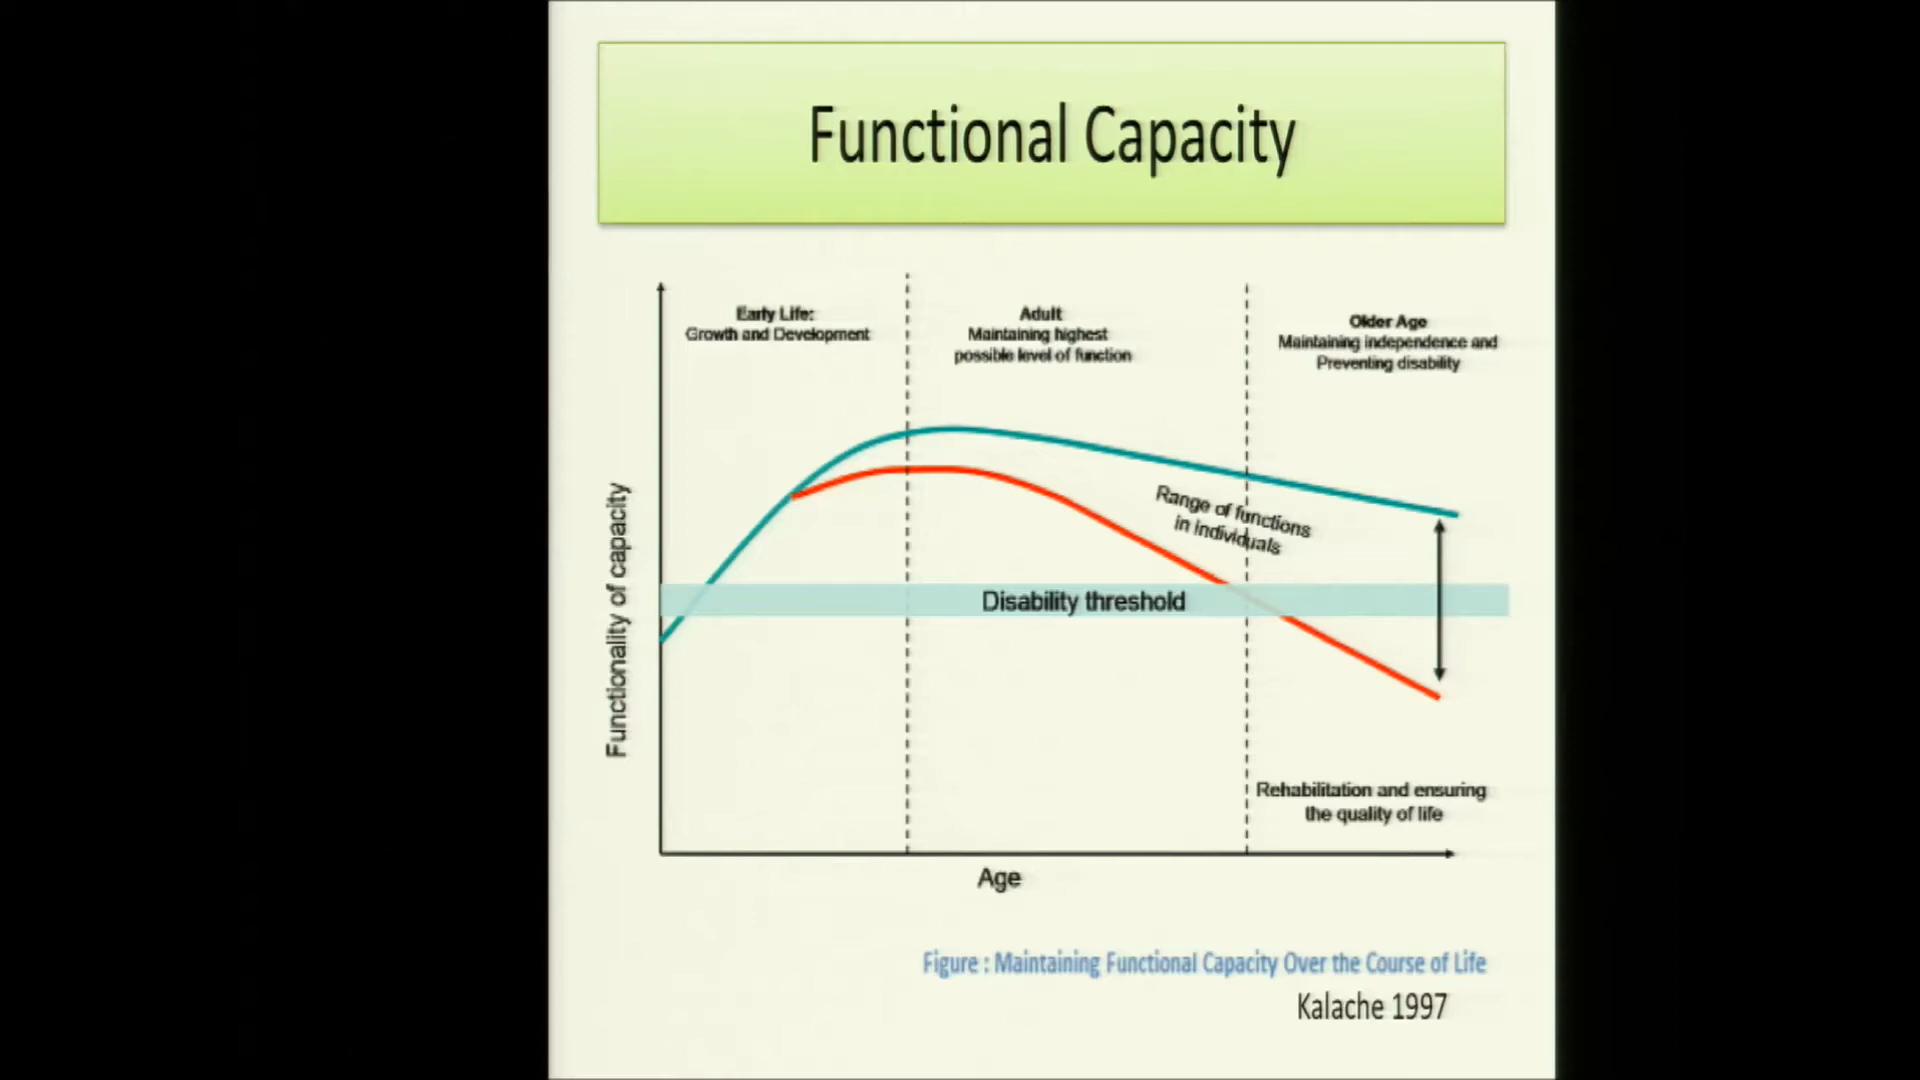 Functional Capacity
Early Life:
Growth and Development
Adult
Maintaining highest
possible level of function
Older Age
Maintaining independence and
Preventing disability
Functionality of capacity
Range of functions
in individuals
Disability threshold
Rehabilitation and ensuring
the quality of life
Age
Figure : Maintaining Functional Capacity Over the Course of Life
Kalache 1997